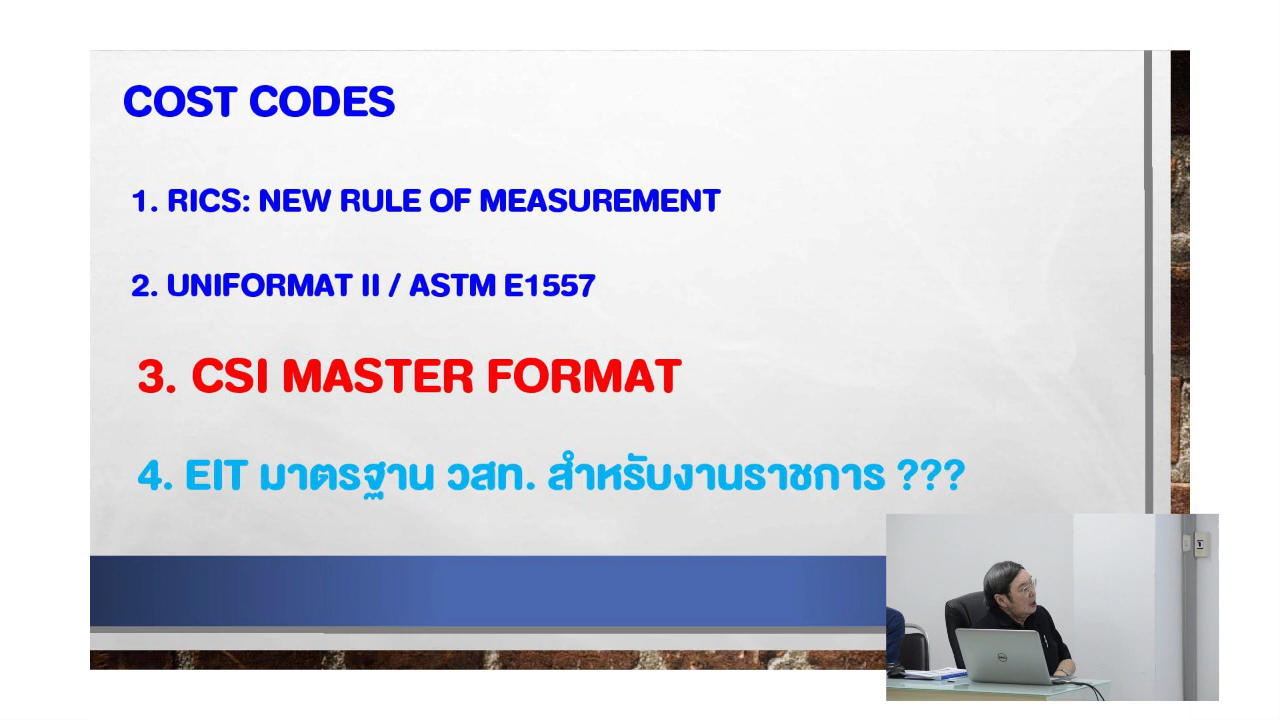 COST CODES
1. RICS: NEW RULE OF MEASUREMENT
2. UNIFORMAT II / ASTM E1557
3. CSI MASTER FORMAT
4. EIT มาตรฐาน วสท. สำหรับงานราชการ ???
DELL